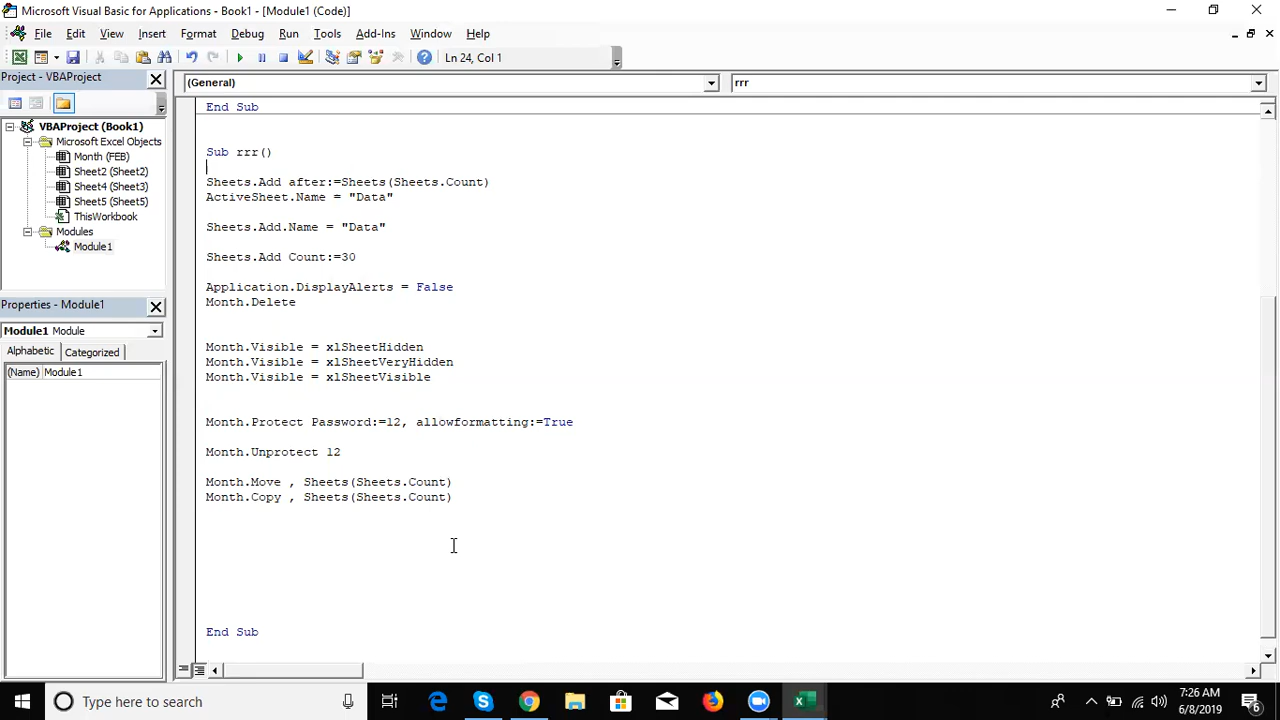 Microsoft Visual Basic for Applications - Book1 - [Module1 (Code)]
File Edit View Insert Format Debug Run Tools Add-Ins Window Help
Ln 24, Col 1
Project - VBAProject
(General) rrr
VBAProject (Book1)
Microsoft Excel Objects
Month (FEB)
Sheet2 (Sheet2)
Sheet4 (Sheet3)
Sheet5 (Sheet5)
ThisWorkbook
Modules
Module1
Properties - Module1
Module1 Module
Alphabetic Categorized
(Name) Module1
End Sub
Sub rrr()
Sheets.Add after:=Sheets(Sheets.Count)
ActiveSheet.Name = "Data"
Sheets.Add.Name = "Data"
Sheets.Add Count:=30
Application.DisplayAlerts = False
Month.Delete
Month.Visible = xlSheetHidden
Month.Visible = xlSheetVeryHidden
Month.Visible = xlSheetVisible
Month.Protect Password:=12, allowformatting:=True
Month.Unprotect 12
Month.Move , Sheets(Sheets.Count)
Month.Copy , Sheets(Sheets.Count)
End Sub
Type here to search
7:26 AM
6/8/2019
6